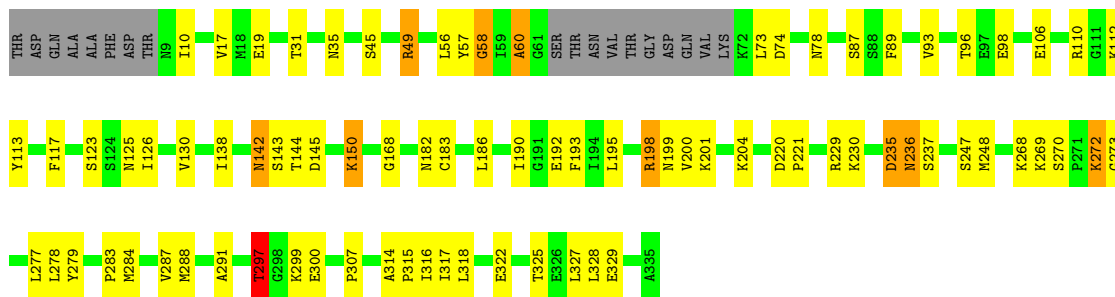 THR ASP GLN ALA ALA PHE ASP THR N9 I10 V17 M18 E19 T31 N35 S45 R49 L56 Y57 G58 I59 A60 G61 SER THR ASN VAL THR GLY ASP GLN VAL LYS K72 L73 D74 N78 S87 S88 F89 V93 T96 E97 E98 E106 R110 G111 K112
Y113 F117 S123 S124 N125 I126 V130 I138 N142 S143 T144 D145 K150 G168 N182 C183 L186 I190 G191 E192 F193 I194 L195 R198 N199 V200 K201 K204 D220 P221 R229 K230 D235 N236 S237 S247 M248 K268 K269 S270 P271 K272
L277 L278 Y279 P283 M284 V287 M288 A291 T297 G298 K299 E300 P307 A314 P315 I316 I317 L318 E322 T325 E326 L327 L328 E329 A335